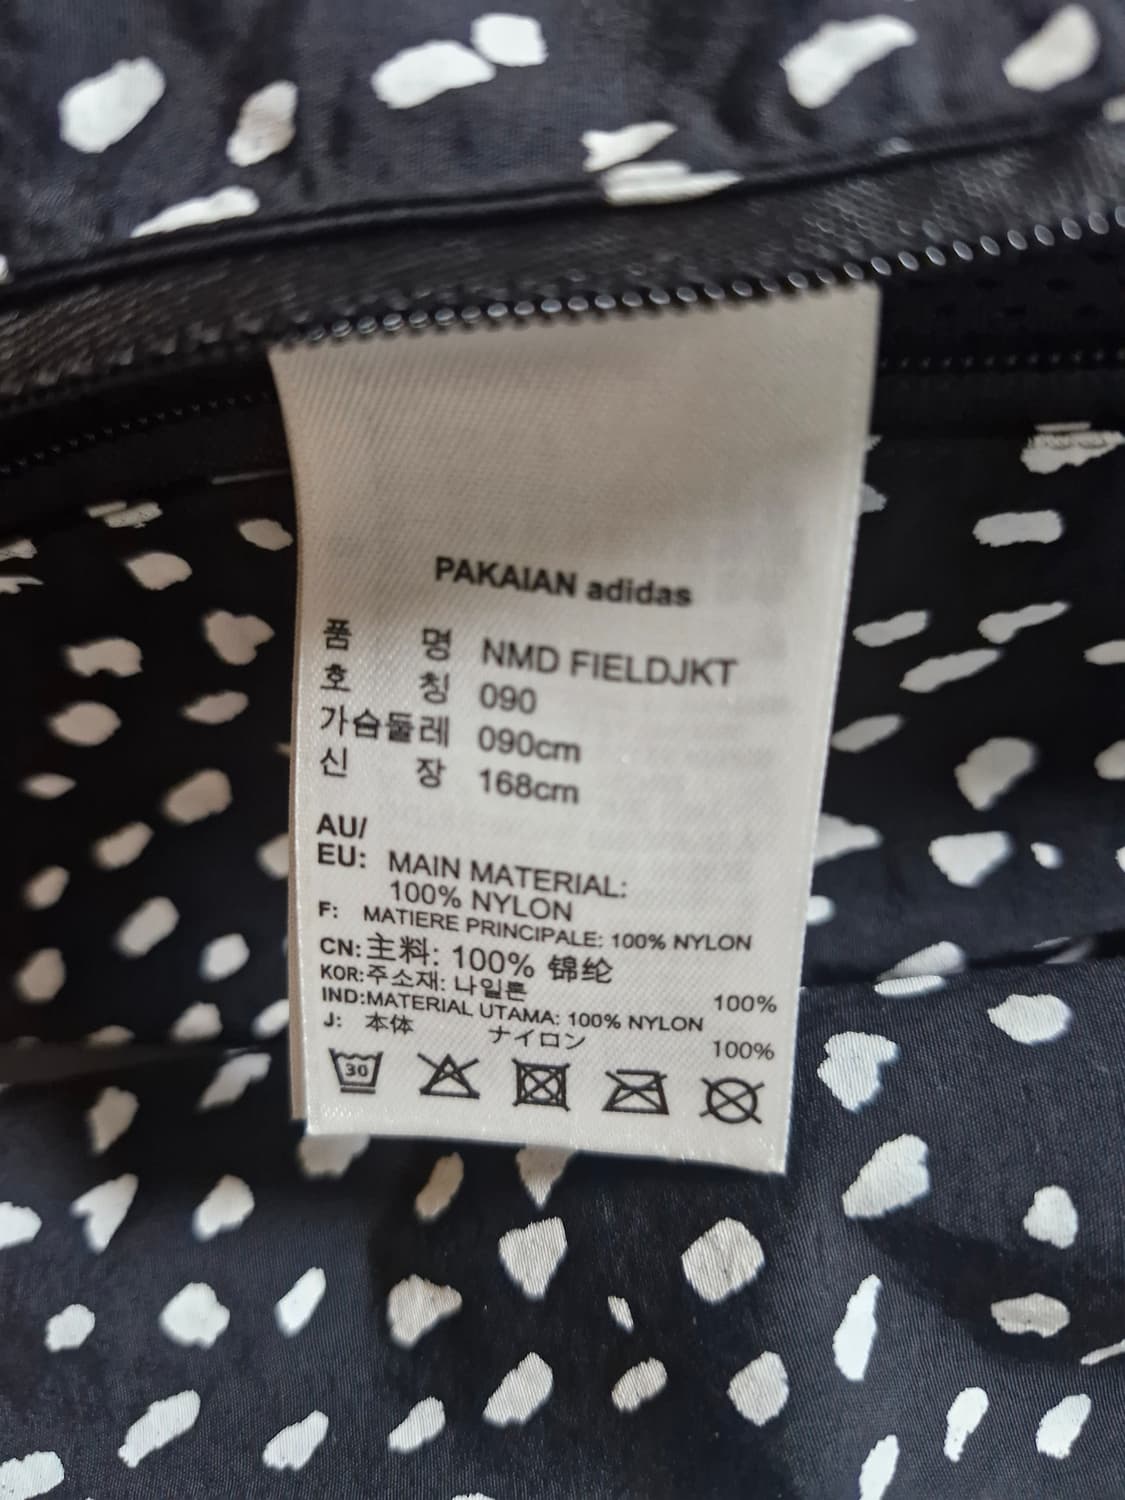 PAKAIAN adidas
품 명 NMD FIELDJKT
호 칭 090
가슴둘레 090cm
신 장 168cm
AU/
EU: MAIN MATERIAL:
100% NYLON
F: MATIERE PRINCIPALE: 100% NYLON
CN: 主料: 100% 锦纶
KOR: 주소재: 나일론 100%
IND: MATERIAL UTAMA: 100% NYLON
J: 本体 ナイロン 100%
30